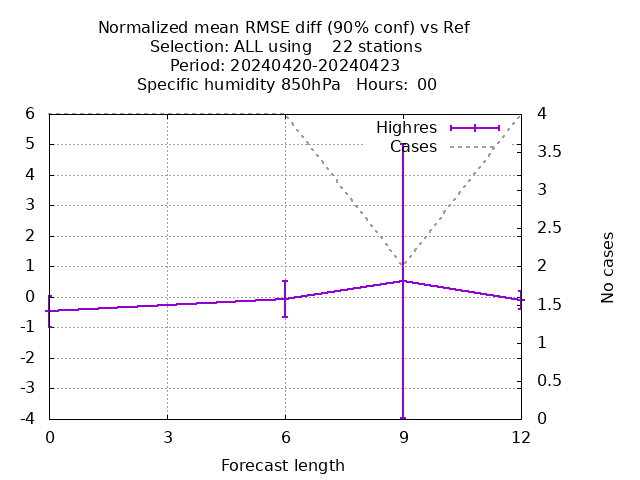 Normalized mean RMSE diff (90% conf) vs Ref
Selection: ALL using    22 stations
Period: 20240420-20240423
Specific humidity 850hPa   Hours:  00
6
5
4
3
2
1
0
-1
-2
-3
-4
Highres
Cases
4
3.5
3
2.5
2
1.5
1
0.5
0
No cases
0 3 6 9 12
Forecast length